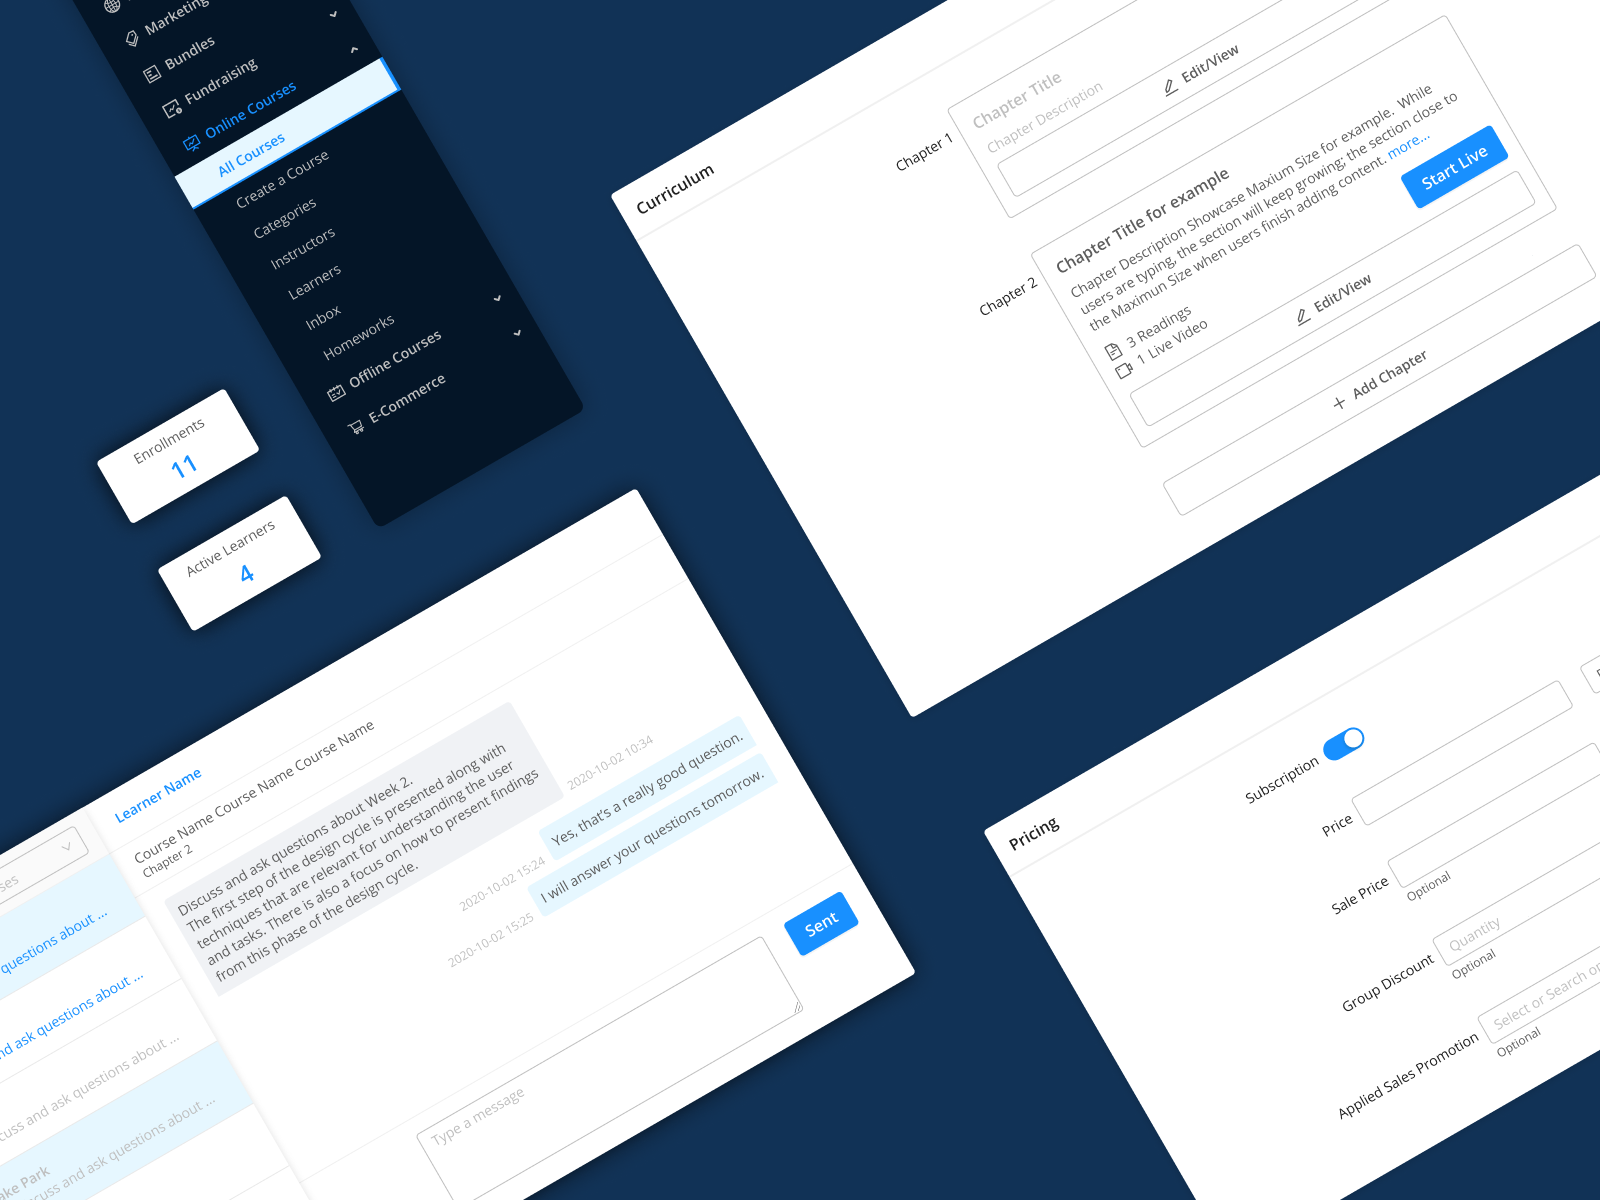 Marketing
Bundles
Fundraising
Online Courses
All Courses
Create a Course
Categories
Instructors
Learners
Inbox
Homeworks
Offline Courses
E-Commerce
Enrollments
11
Active Learners
4
Curriculum
Chapter 1
Chapter Title
Chapter Description
Edit/View
Chapter 2
Chapter Title for example
Chapter Description Showcase Maxium Size for example. While
users are typing, the section will keep growing; the section close to
the Maximun Size when users finish adding content. more...
Start Live
3 Readings
1 Live Video
Edit/View
Add Chapter
Learner Name
Course Name Course Name Course Name
Chapter 2
Discuss and ask questions about Week 2.
The first step of the design cycle is presented along with
techniques that are relevant for understanding the user
and tasks. There is also a focus on how to present findings
from this phase of the design cycle.
2020-10-02 10:34
Yes, that's a really good question.
2020-10-02 15:24
I will answer your questions tomorrow.
2020-10-02 15:25
Sent
Type a message
questions about ...
ask questions about ...
and ask questions about ...
Park
and ask questions about ...
Pricing
Subscription
Price
Sale Price
Optional
Group Discount
Quantity
Optional
Applied Sales Promotion
Select or Search
Optional